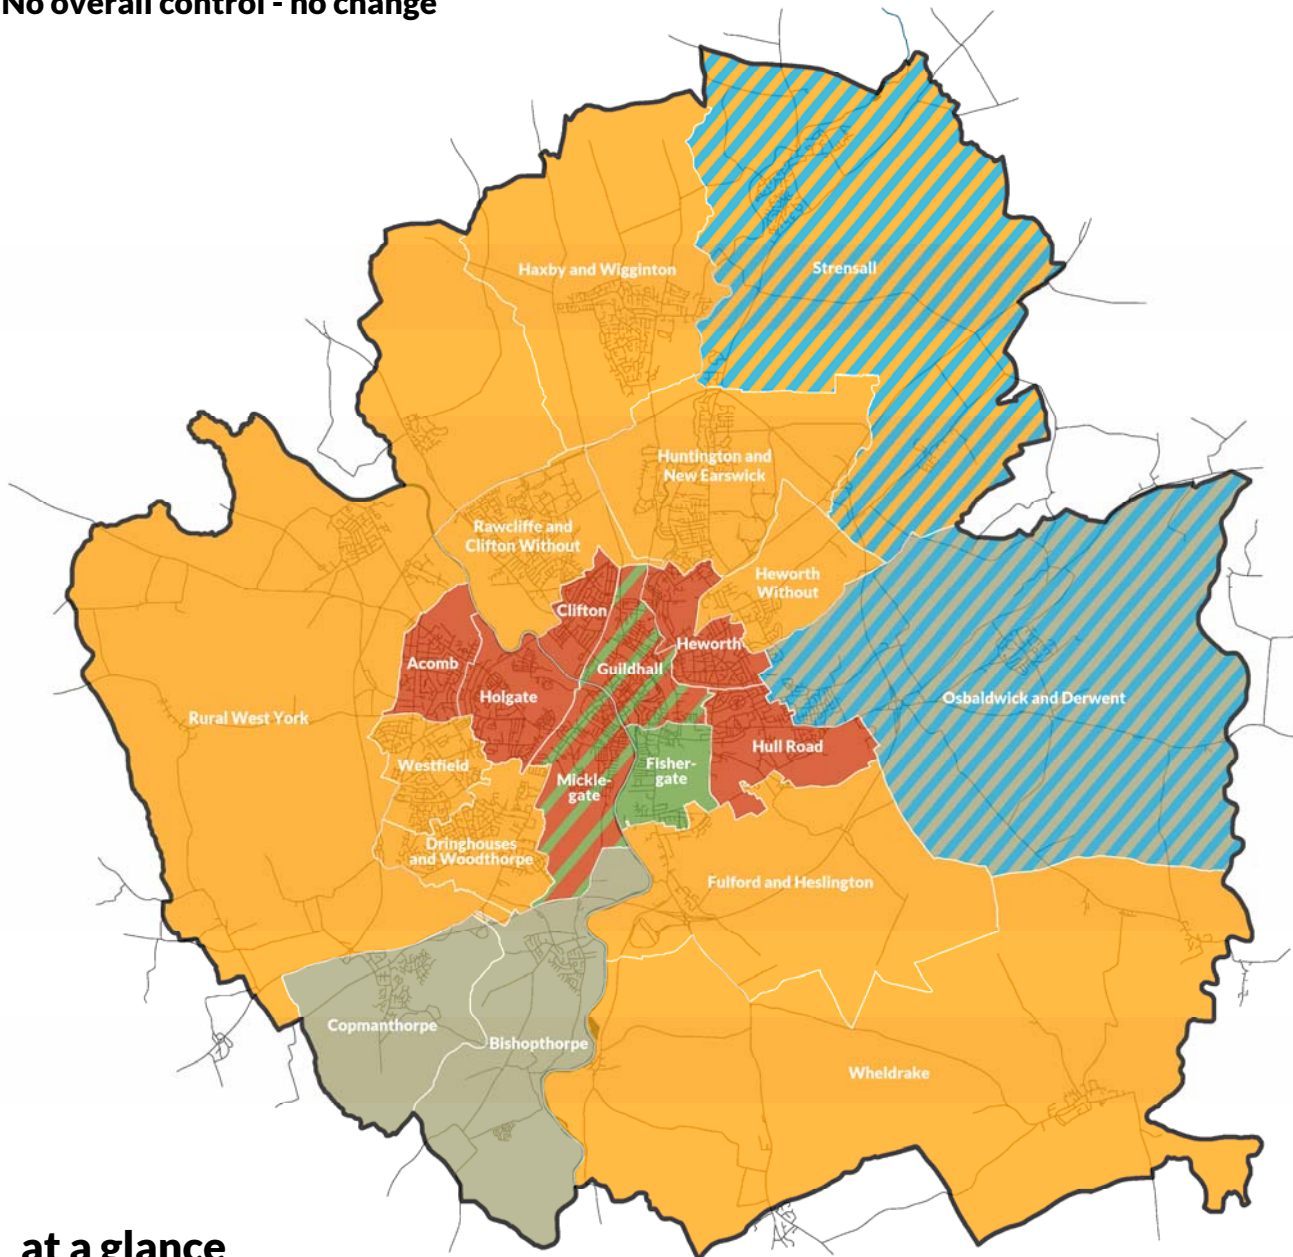 No overall control - no change
Strensall
Haxby and Wigginton
Huntington and
New Earswick
Rawcliffe and
Clifton Without
Heworth
Without
Clifton
Heworth
Acomb
Guildhall
Holgate
Osbaldwick and Derwent
Rural West York
Hull Road
Westfield
Fisher-
gate
Mickle-
gate
Dringhouses
and Woodthorpe
Fulford and Heslington
Copmanthorpe
Bishopthorpe
Wheldrake
at a glance